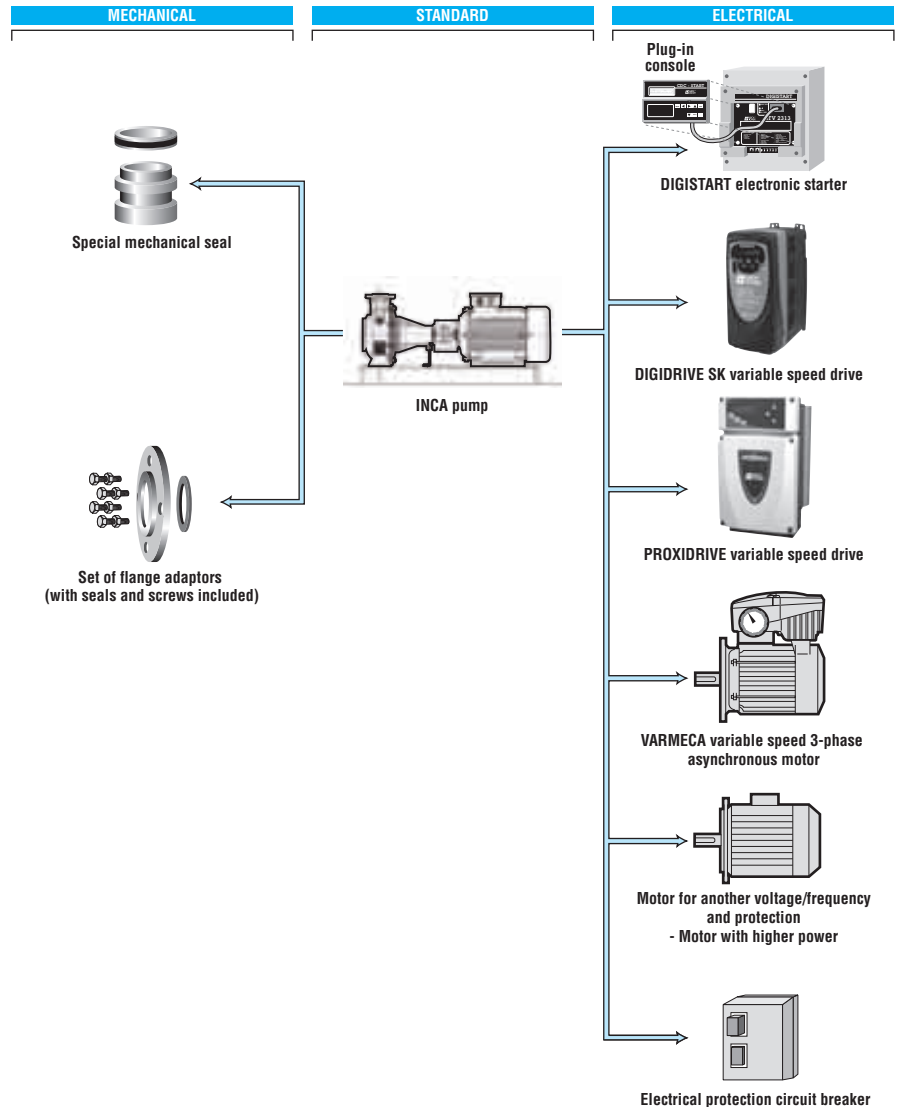 MECHANICAL
STANDARD
ELECTRICAL
Plug-in
console
DIGISTART
DIGISTART electronic starter
Special mechanical seal
DIGIDRIVE SK variable speed drive
INCA pump
PROXIDRIVE variable speed drive
Set of flange adaptors
(with seals and screws included)
VARMECA variable speed 3-phase
asynchronous motor
Motor for another voltage/frequency
and protection
- Motor with higher power
Electrical protection circuit breaker